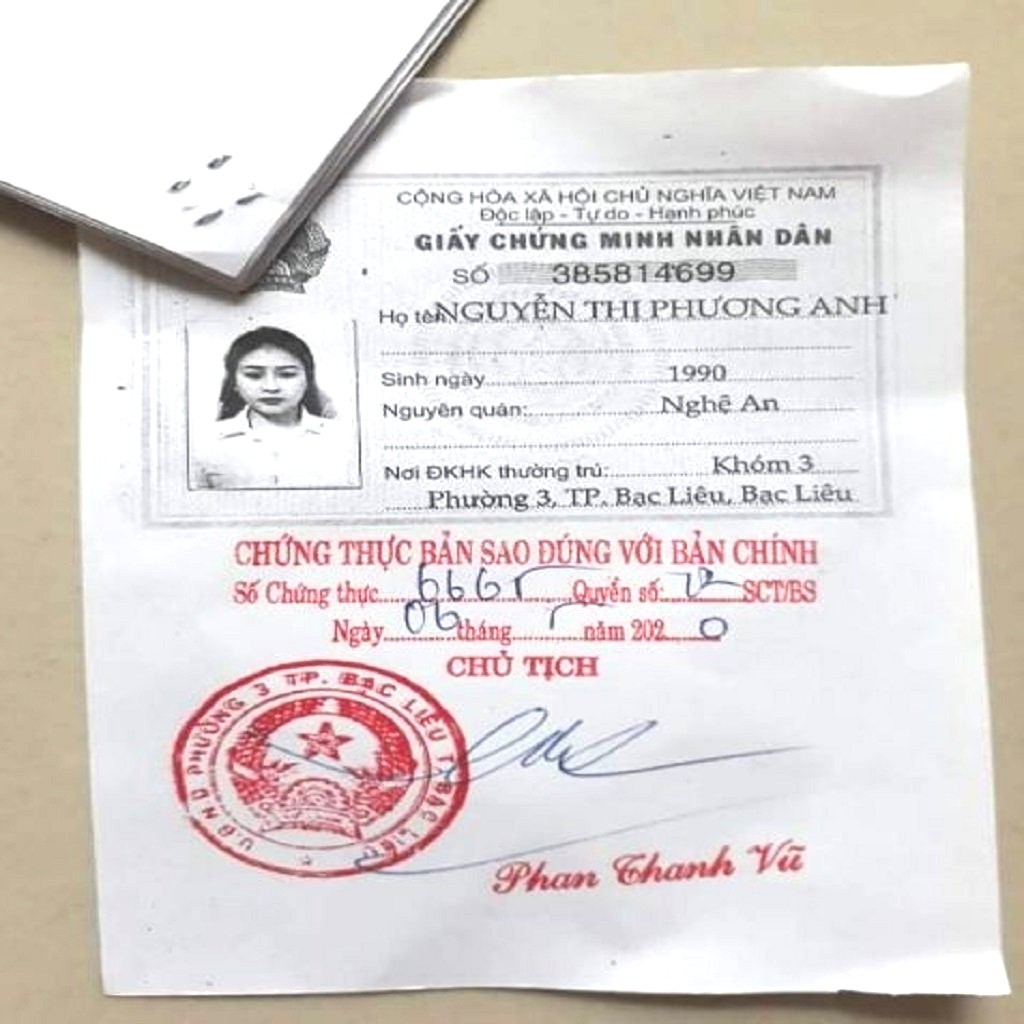 CỘNG HÒA XÃ HỘI CHỦ NGHĨA VIỆT NAM
Độc lập - Tự do - Hạnh phúc
GIẤY CHỨNG MINH NHÂN DÂN
SỐ 385814699
Họ tên NGUYỄN THỊ PHƯƠNG ANH
Sinh ngày 1990
Nguyên quán: Nghệ An
Nơi ĐKHK thường trú: Khóm 3
Phường 3, TP. Bạc Liêu, Bạc Liêu
CHỨNG THỰC BẢN SAO ĐÚNG VỚI BẢN CHÍNH
Số Chứng thực 666 Quyển số: SCT/BS
Ngày 06 tháng năm 2020
CHỦ TỊCH
U.B.N.D PHƯỜNG 3 TP. BẠC LIÊU T. BẠC LIÊU
Phan Thanh Vũ